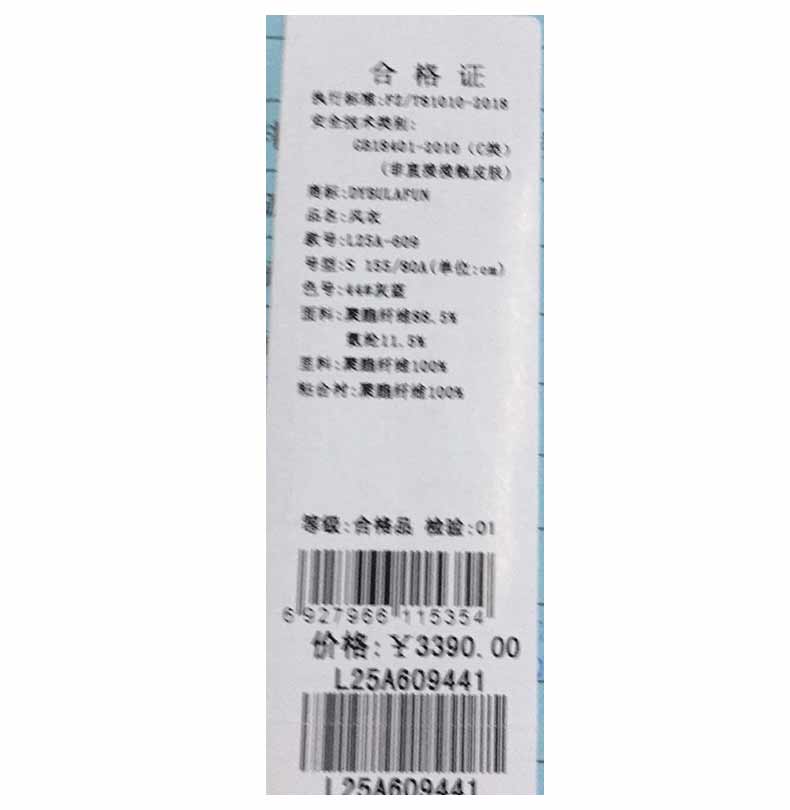 合格证
执行标准:FZ/T81010-2018
安全技术类别:
GB18401-2010（C类）
（非直接接触皮肤）
商标:DYBULAFUN
品名:风衣
款号:L25A-609
号型:S 155/80A(单位:cm)
色号:44#灰蓝
面料:聚酯纤维88.5%
氨纶11.5%
里料:聚酯纤维100%
粘合衬:聚酯纤维100%
等级:合格品 检验:01
6 927966 115354
价格:￥3390.00
L25A609441
L25A609441